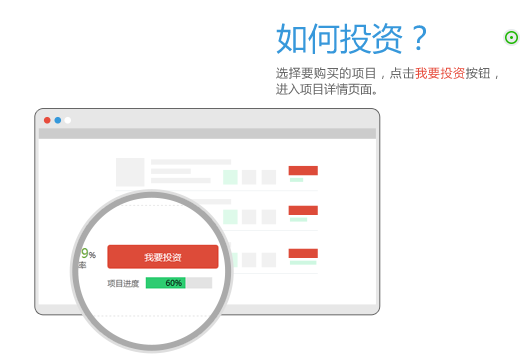 如何投资？
选择要购买的项目，点击我要投资按钮，
进入项目详情页面。
9%
率
我要投资
项目进度 60%